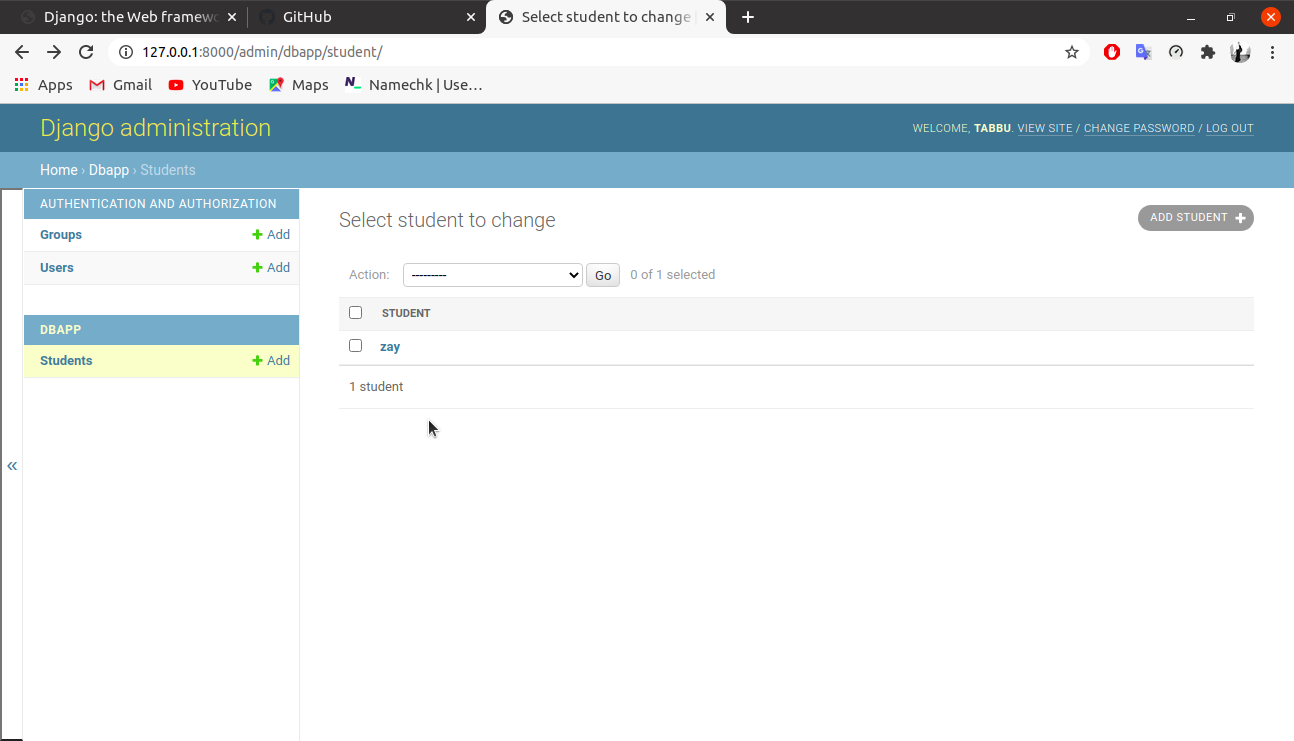 Django: the Web framew
GitHub
Select student to change |
127.0.0.1:8000/admin/dbapp/student/
Apps Gmail YouTube Maps Namechk | Use…
Django administration
WELCOME, TABBU. VIEW SITE / CHANGE PASSWORD / LOG OUT
Home › Dbapp › Students
AUTHENTICATION AND AUTHORIZATION
Groups + Add
Users + Add
DBAPP
Students + Add
«
Select student to change
ADD STUDENT +
Action: --------- Go 0 of 1 selected
STUDENT
zay
1 student